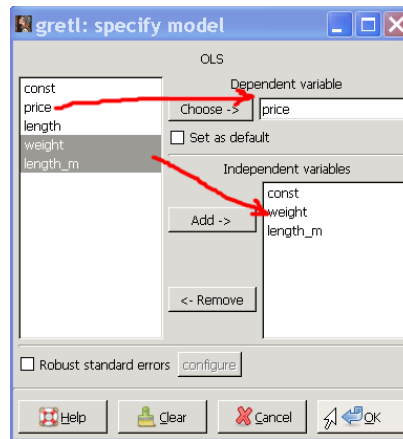 gretl: specify model
OLS
const
price
length
weight
length_m
Dependent variable
Choose ->
price
Set as default
Independent variables
const
weight
length_m
Add ->
<- Remove
Robust standard errors
configure
Help
Clear
Cancel
OK